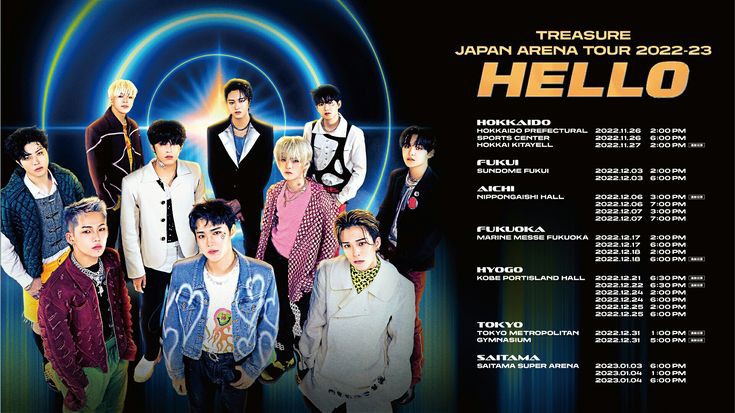 TREASURE
JAPAN ARENA TOUR 2022-23
HELLO
HOKKAIDO
HOKKAIDO PREFECTURAL 2022.11.26 2:00 PM
SPORTS CENTER 2022.11.26 6:00 PM
HOKKAI KITAYELL 2022.11.27 2:00 PM
FUKUI
SUNDOME FUKUI 2022.12.03 2:00 PM
2022.12.03 6:00 PM
AICHI
NIPPONGAISHI HALL 2022.12.06 3:00 PM
2022.12.06 7:00 PM
2022.12.07 3:00 PM
2022.12.07 7:00 PM
FUKUOKA
MARINE MESSE FUKUOKA 2022.12.17 2:00 PM
2022.12.17 6:00 PM
2022.12.18 2:00 PM
2022.12.18 6:00 PM
HYOGO
KOBE PORTISLAND HALL 2022.12.21 6:30 PM
2022.12.22 6:30 PM
2022.12.24 2:00 PM
2022.12.24 6:00 PM
2022.12.25 2:00 PM
2022.12.25 6:00 PM
TOKYO
TOKYO METROPOLITAN 2022.12.31 1:00 PM
GYMNASIUM 2022.12.31 5:00 PM
SAITAMA
SAITAMA SUPER ARENA 2023.01.03 6:00 PM
2023.01.04 1:00 PM
2023.01.04 6:00 PM